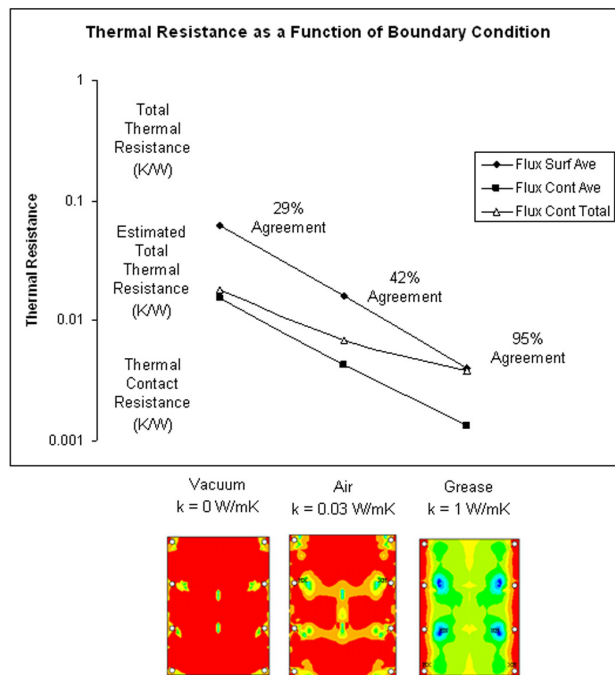 Thermal Resistance as a Function of Boundary Condition
1
Total
Thermal
Resistance
(K/W)
Flux Surf Ave
Flux Cont Ave
Flux Cont Total
0.1
29%
Agreement
Estimated
Total
Thermal
Resistance
(K/W)
42%
Agreement
Thermal Resistance
0.01
95%
Agreement
Thermal
Contact
Resistance
(K/W)
0.001
Vacuum
k = 0 W/mK
Air
k = 0.03 W/mK
Grease
k = 1 W/mK